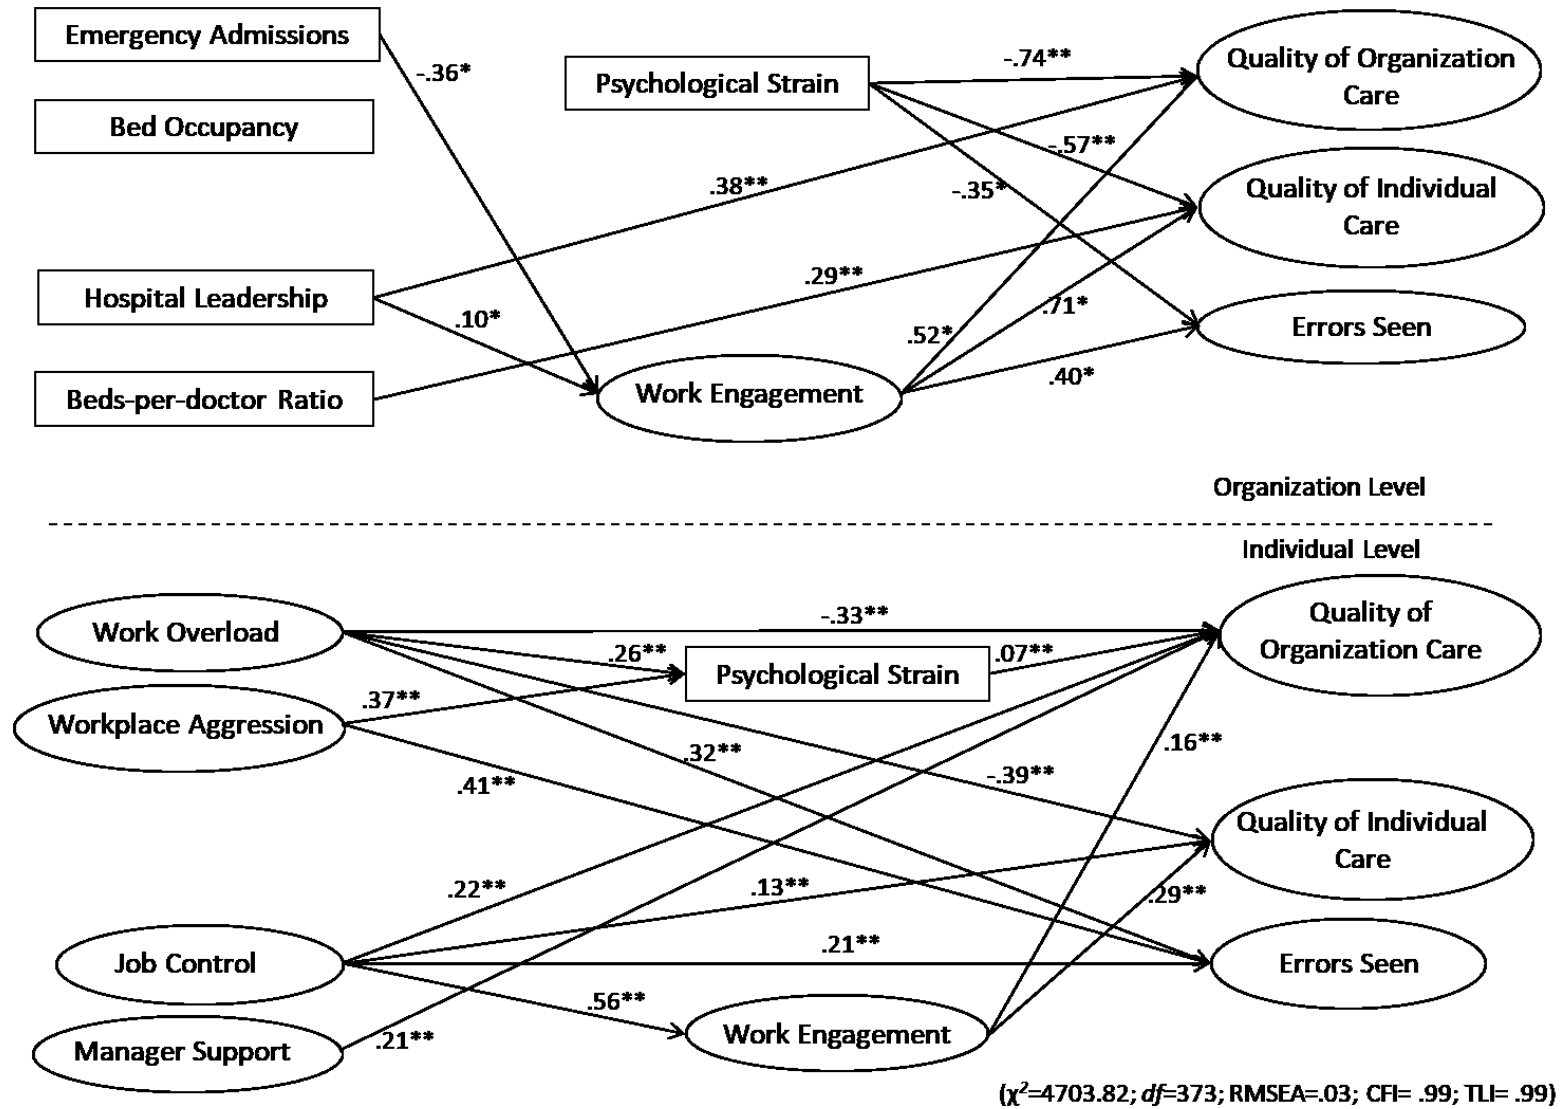 Emergency Admissions
-.36*
Bed Occupancy
Psychological Strain
-.74**
Quality of Organization
Care
-.57**
.38**
-.35*
Quality of Individual
Care
Hospital Leadership
.10*
.29**
.71*
.52*
Errors Seen
Beds-per-doctor Ratio
Work Engagement
.40*
Organization Level
Individual Level
Work Overload
-.33**
Quality of
Organization Care
.26**
Psychological Strain
.07**
Workplace Aggression
.37**
.32**
.16**
.41**
-.39**
Quality of Individual
Care
.22**
.13**
.29**
Job Control
.21**
Errors Seen
.56**
Work Engagement
Manager Support
.21**
(χ²=4703.82; df=373; RMSEA=.03; CFI= .99; TLI= .99)